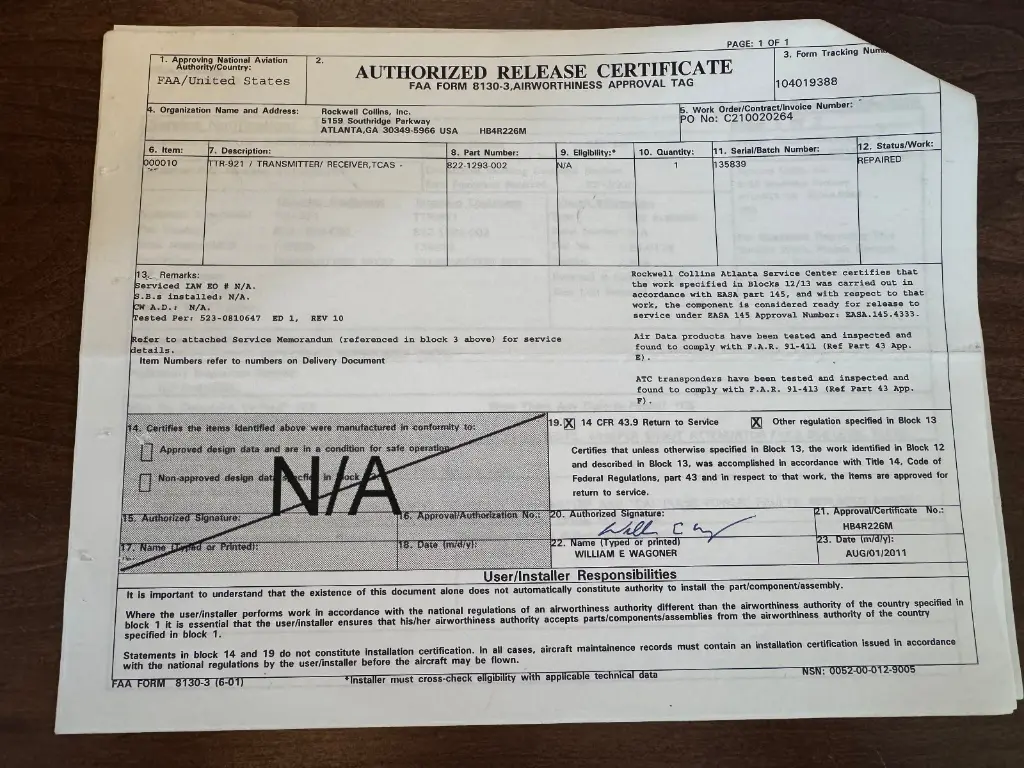 PAGE: 1 OF 1
1. Approving National Aviation
Authority/Country:
FAA/United States
2.
AUTHORIZED RELEASE CERTIFICATE
FAA FORM 8130-3,AIRWORTHINESS APPROVAL TAG
3. Form Tracking
104019388
4. Organization Name and Address:
Rockwell Collins, Inc.
5159 Southridge Parkway
ATLANTA,GA 30349-5966 USA HB4R226M
5. Work Order/Contract/Invoice Number:
PO No: C210020264
6. Item: 7. Description: 8. Part Number: 9. Eligibility:* 10. Quantity: 11. Serial/Batch Number: 12. Status/Work:
000010 TTR-921 / TRANSMITTER/ RECEIVER,TCAS - 822-1293-002 N/A 1 135839 REPAIRED
13. Remarks:
Serviced IAW EO # N/A.
S.B.s installed: N/A.
CW A.D.: N/A.
Tested Per: 523-0810647 ED 1, REV 10
Refer to attached Service Memorandum (referenced in block 3 above) for service
details.
Item Numbers refer to numbers on Delivery Document
Rockwell Collins Atlanta Service Center certifies that
the work specified in Blocks 12/13 was carried out in
accordance with EASA part 145, and with respect to that
work, the component is considered ready for release to
service under EASA 145 Approval Number: EASA.145.4333.
Air Data products have been tested and inspected and
found to comply with F.A.R. 91-411 (Ref Part 43 App.
E).
ATC transponders have been tested and inspected and
found to comply with F.A.R. 91-413 (Ref Part 43 App.
F).
14. Certifies the items identified above were manufactured in conformity to:
Approved design data and are in a condition for safe operation
Non-approved design data specified in Block
N/A
15. Authorized Signature:
16. Approval/Authorization No.:
17. Name (Typed or Printed):
18. Date (m/d/y):
19. X 14 CFR 43.9 Return to Service X Other regulation specified in Block 13
Certifies that unless otherwise specified in Block 13, the work identified in Block 12
and described in Block 13, was accomplished in accordance with Title 14, Code of
Federal Regulations, part 43 and in respect to that work, the items are approved for
return to service.
20. Authorized Signature:
21. Approval/Certificate No.:
HB4R226M
22. Name (Typed or printed)
WILLIAM E WAGONER
23. Date (m/d/y):
AUG/01/2011
User/Installer Responsibilities
It is important to understand that the existence of this document alone does not automatically constitute authority to install the part/component/assembly.
Where the user/installer performs work in accordance with the national regulations of an airworthiness authority different than the airworthiness authority of the country specified in
block 1 it is essential that the user/installer ensures that his/her airworthiness authority accepts parts/components/assemblies from the airworthiness authority of the country
specified in block 1.
Statements in block 14 and 19 do not constitute installation certification. In all cases, aircraft maintainence records must contain an installation certification issued in accordance
with the national regulations by the user/installer before the aircraft may be flown.
FAA FORM 8130-3 (6-01)
*Installer must cross-check eligibility with applicable technical data
NSN: 0052-00-012-9005